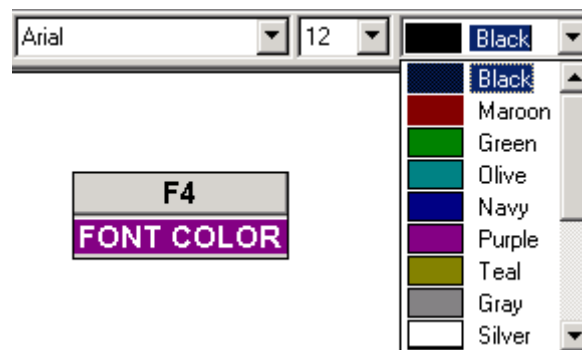 Arial 12 Black
Black
Maroon
Green
Olive
Navy
Purple
Teal
Gray
Silver
F4
FONT COLOR